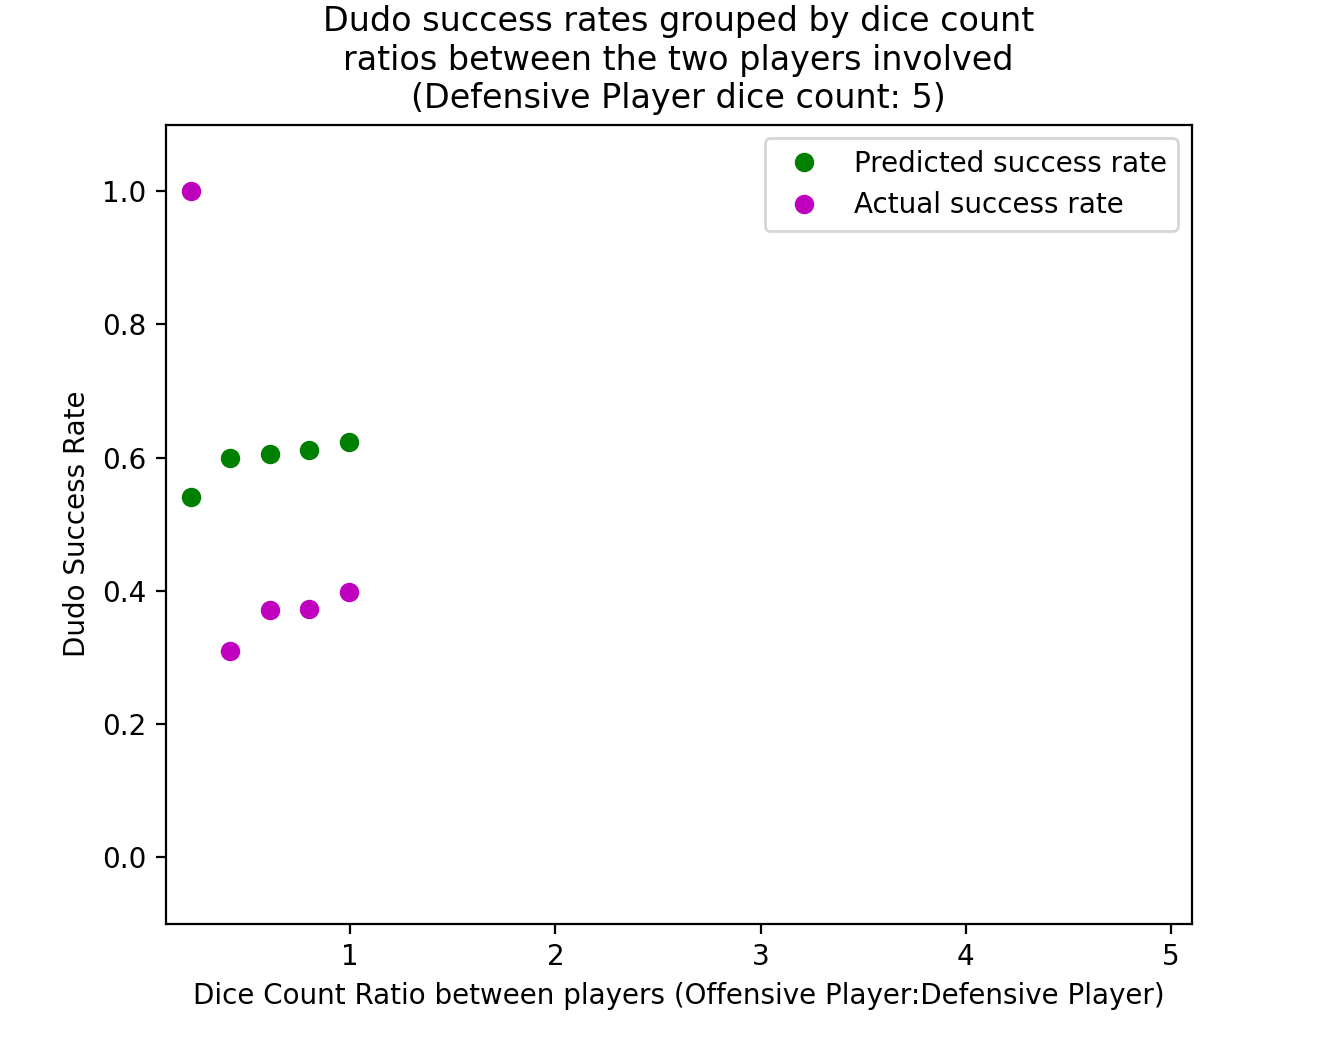 Dudo success rates grouped by dice count
ratios between the two players involved
(Defensive Player dice count: 5)
Predicted success rate
Actual success rate
Dudo Success Rate
1.0
0.8
0.6
0.4
0.2
0.0
1 2 3 4 5
Dice Count Ratio between players (Offensive Player:Defensive Player)